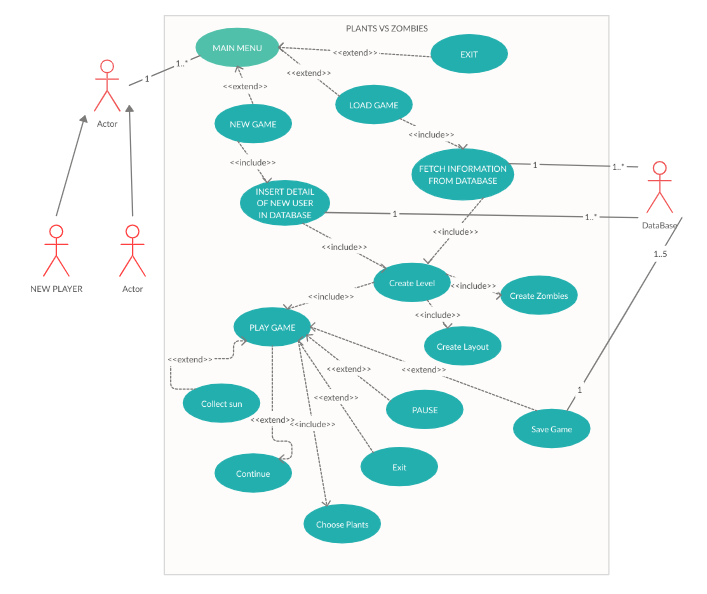 PLANTS VS ZOMBIES
MAIN MENU
<<extend>>
EXIT
1..*
1
<<extend>>
<<extend>>
LOAD GAME
Actor
NEW GAME
<<include>>
<<include>>
FETCH INFORMATION
FROM DATABASE
1
1..*
INSERT DETAIL
OF NEW USER
IN DATABASE
1
1..*
DataBase
<<include>>
<<include>>
1..5
NEW PLAYER
Actor
Create Level
<<include>>
Create Zombies
<<include>>
<<include>>
PLAY GAME
Create Layout
<<extend>>
<<extend>>
<<extend>>
1
Collect sun
<<extend>>
PAUSE
<<extend>>
<<include>>
Save Game
Continue
Exit
Choose Plants